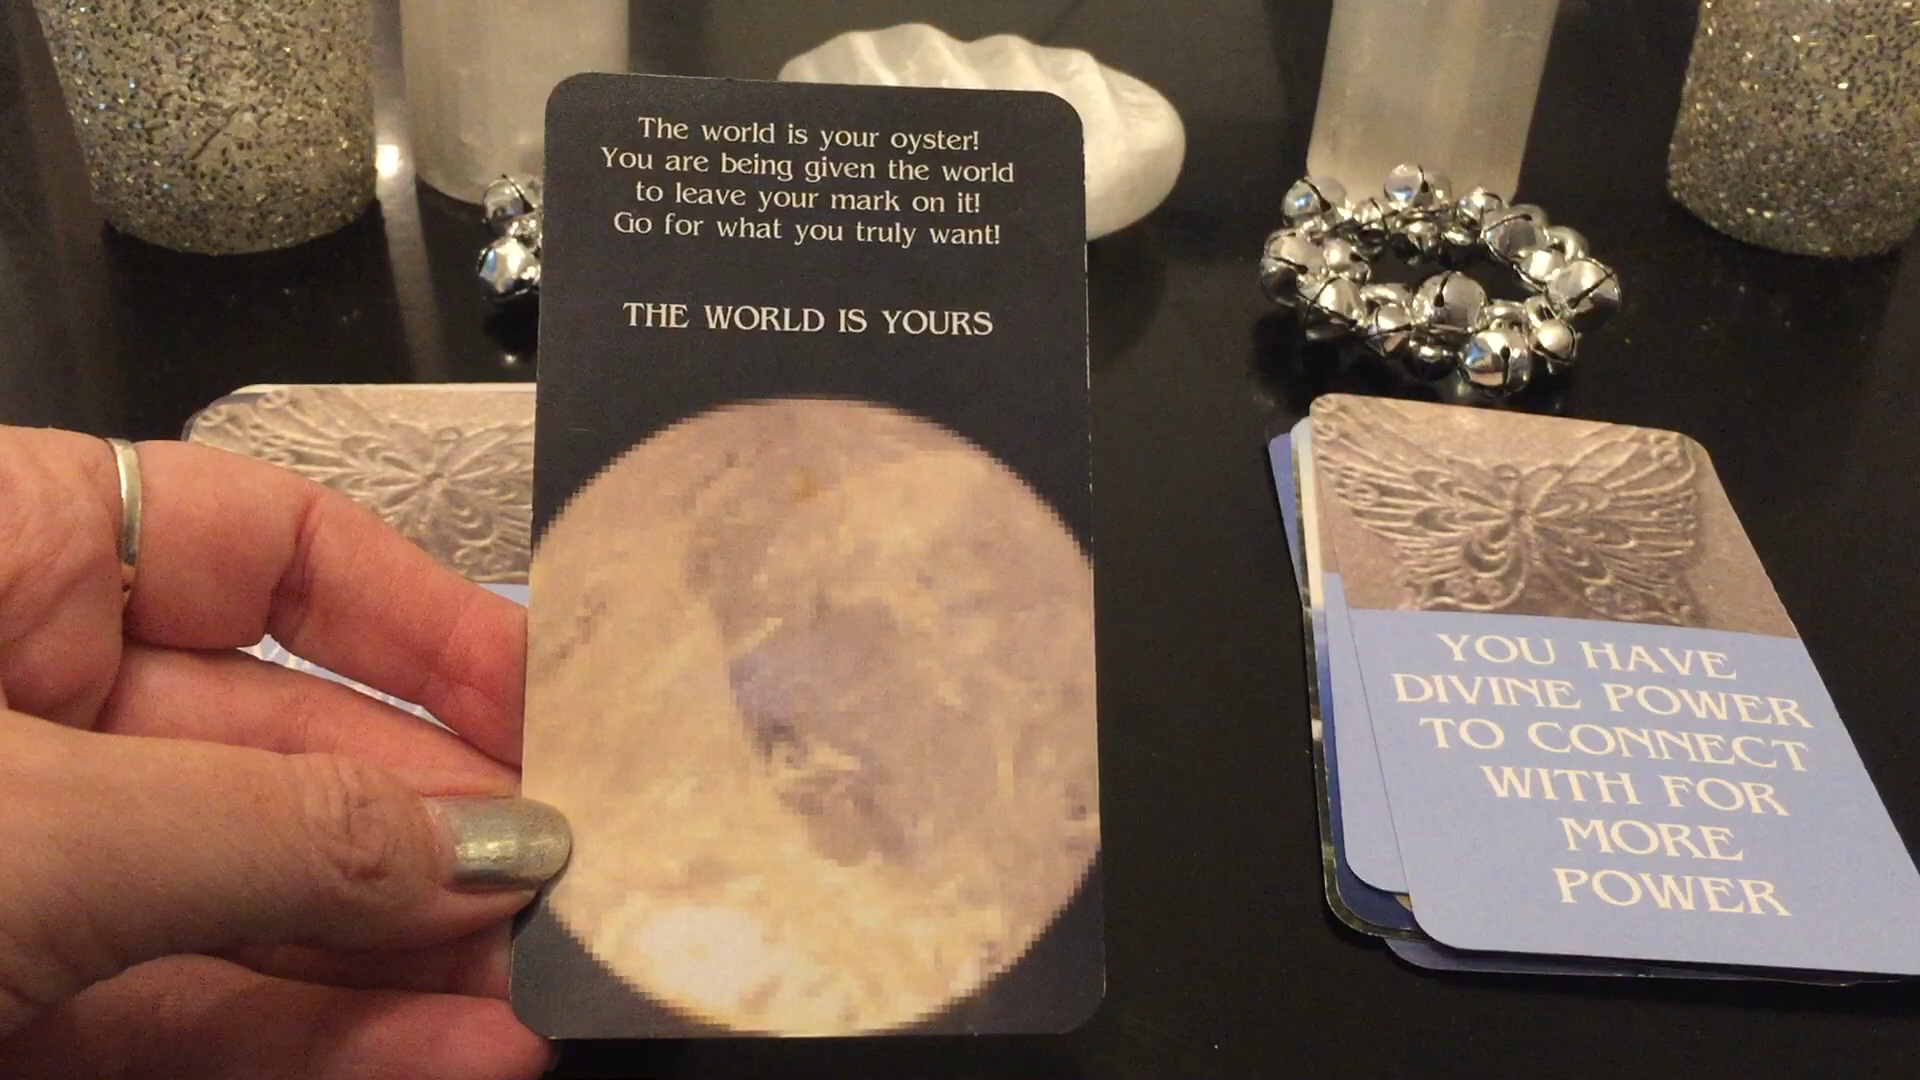 The world is your oyster!
You are being given the world
to leave your mark on it!
Go for what you truly want!
THE WORLD IS YOURS
YOU HAVE
DIVINE POWER
TO CONNECT
WITH FOR
MORE
POWER